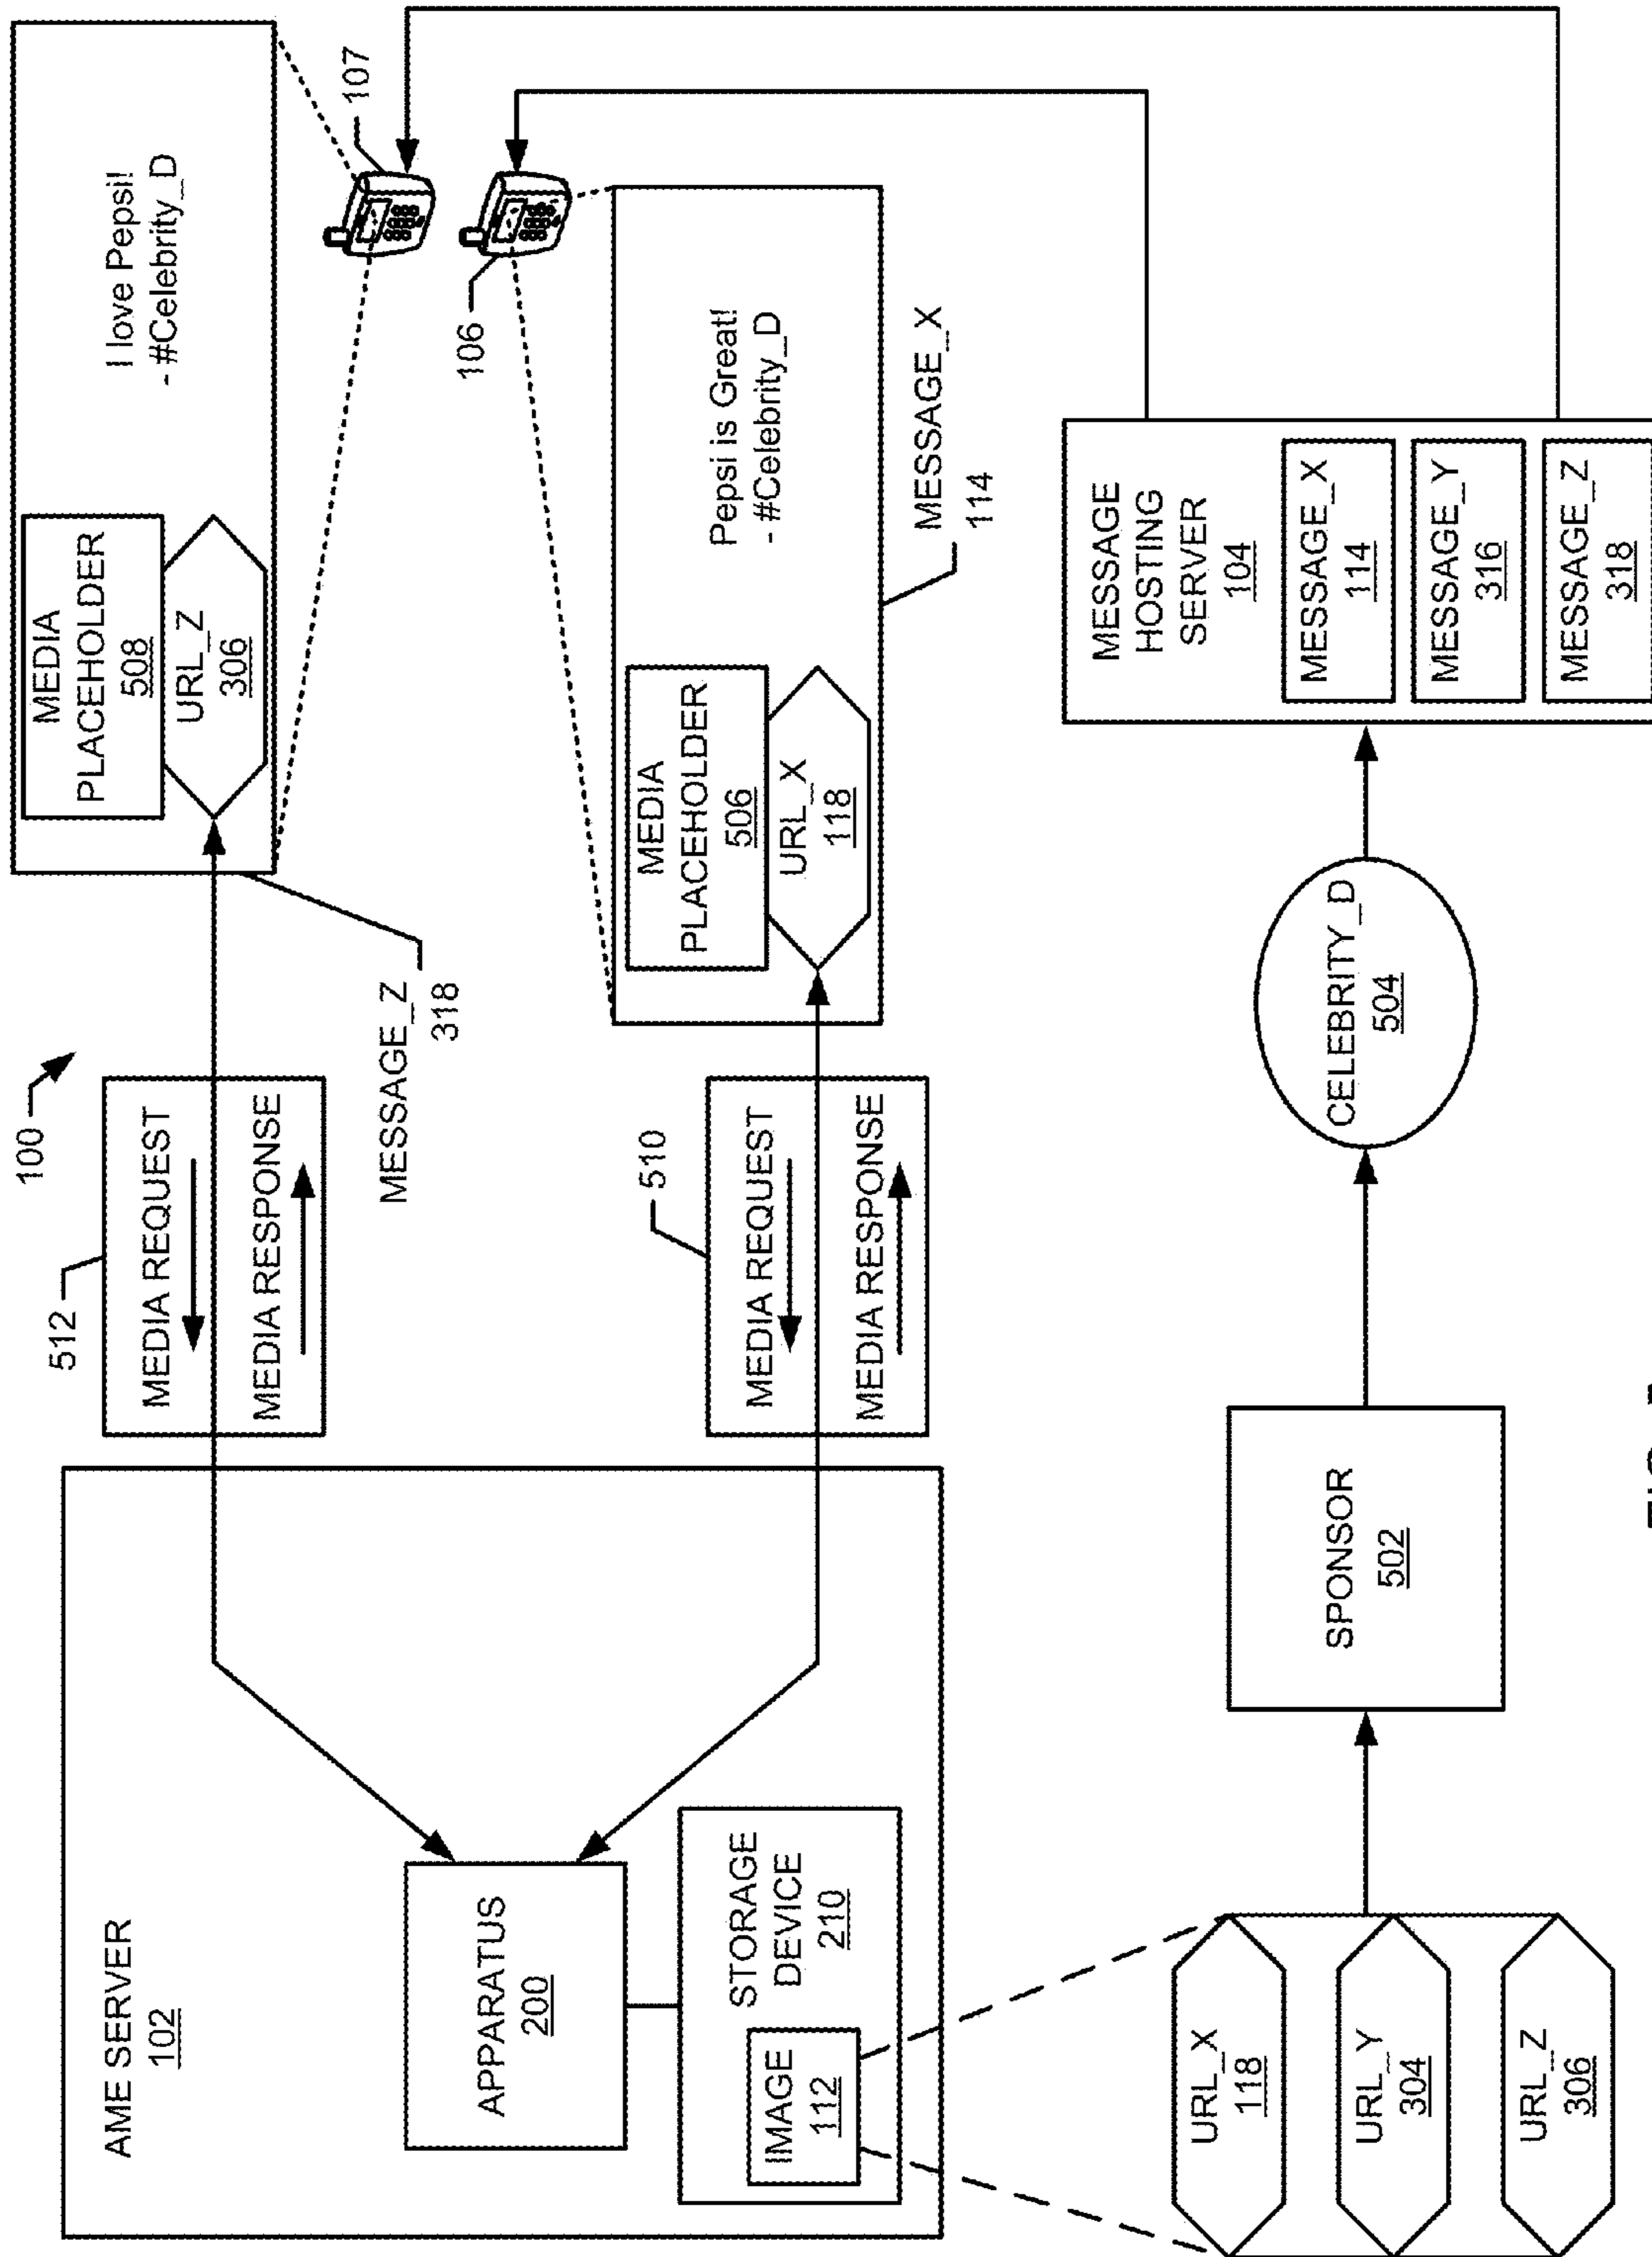 100
AME SERVER
102
APPARATUS
200
STORAGE
DEVICE
210
IMAGE
112
512
MEDIA REQUEST
MEDIA RESPONSE
510
MEDIA REQUEST
MEDIA RESPONSE
MEDIA
PLACEHOLDER
508
URL_Z
306
I love Pepsi!
- #Celebrity_D
MESSAGE_Z
318
107
106
MEDIA
PLACEHOLDER
506
URL_X
118
Pepsi is Great!
- #Celebrity_D
MESSAGE_X
114
URL_X
118
URL_Y
304
URL_Z
306
SPONSOR
502
CELEBRITY_D
504
MESSAGE
HOSTING
SERVER
104
MESSAGE_X
114
MESSAGE_Y
316
MESSAGE_Z
318